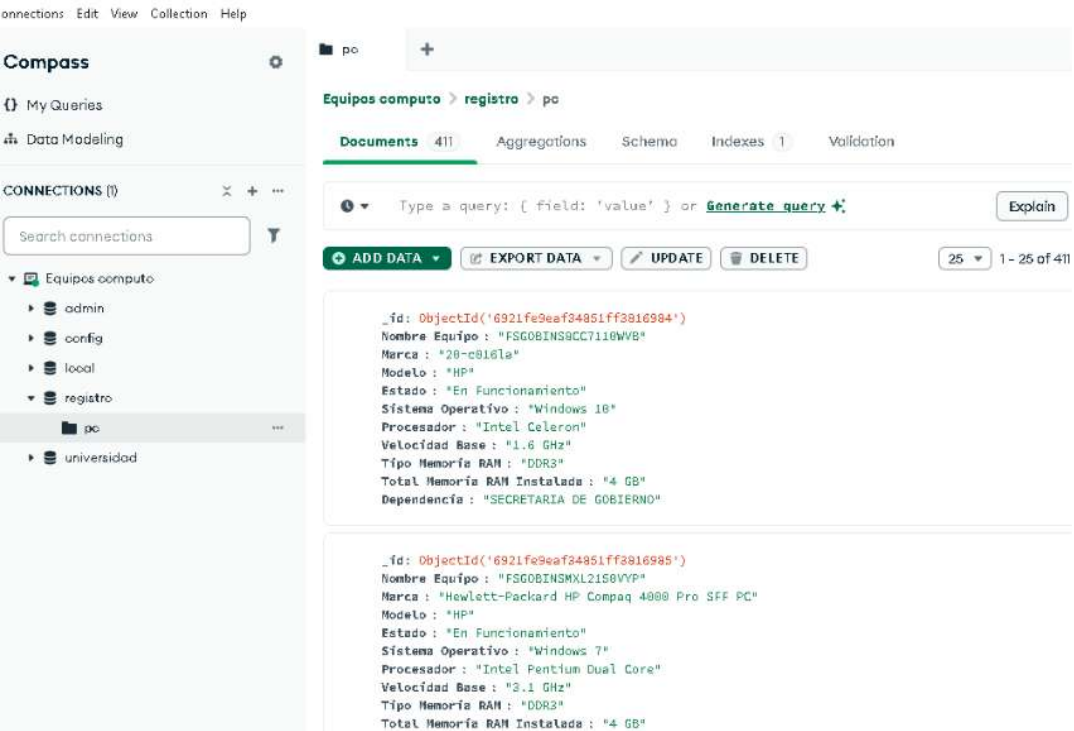 onnections Edit View Collection Help
Compass
My Queries
Data Modeling
CONNECTIONS (1)
Search connections
Equipos computo
admin
config
local
registro
pc
universidad
pc
Equipos computo > registro > pc
Documents 411 Aggregations Schema Indexes 1 Validation
Type a query: { field: 'value' } or Generate query
Explain
ADD DATA EXPORT DATA UPDATE DELETE
25 1 – 25 of 411
_id: ObjectId('6921fe9eaf34851ff3816984')
Nombre Equipo : "FSGOBINS8CC7110WVB"
Marca : "20-c016la"
Modelo : "HP"
Estado : "En Funcionamiento"
Sistema Operativo : "Windows 10"
Procesador : "Intel Celeron"
Velocidad Base : "1.6 GHz"
Tipo Memoría RAM : "DDR3"
Total Memoría RAM Instalada : "4 GB"
Dependencía : "SECRETARIA DE GOBIERNO"
_id: ObjectId('6921fe9eaf34851ff3816985')
Nombre Equipo : "FSGOBINSMXL2150VYP"
Marca : "Hewlett-Packard HP Compaq 4000 Pro SFF PC"
Modelo : "HP"
Estado : "En Funcionamiento"
Sistema Operativo : "Windows 7"
Procesador : "Intel Pentium Dual Core"
Velocidad Base : "3.1 GHz"
Tipo Memoría RAM : "DDR3"
Total Memoría RAM Instalada : "4 GB"